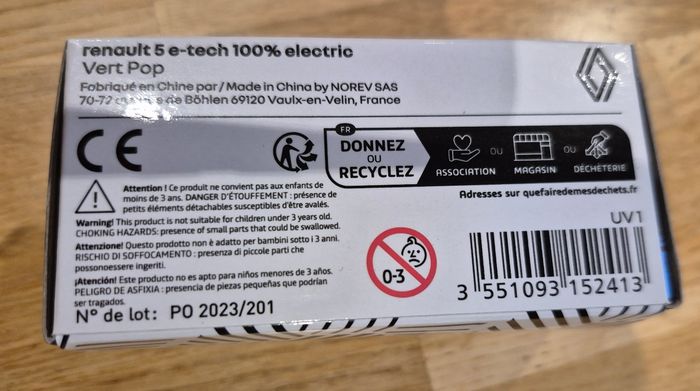 renault 5 e-tech 100% electric
Vert Pop
Fabriqué en Chine par / Made in China by NOREV SAS
70-72 de Böhlen 69120 Vaulx-en-Velin, France
CE
FR
DONNEZ
OU
RECYCLEZ
ASSOCIATION OU MAGASIN OU DÉCHÈTERIE
Adresses sur quefairedemesdechets.fr
Attention ! Ce produit ne convient pas aux enfants de
moins de 3 ans. DANGER D'ÉTOUFFEMENT : présence de
petits éléments détachables susceptibles d'être avalés.
Warning! This product is not suitable for children under 3 years old.
CHOKING HAZARDS: presence of small parts that could be swallowed.
Attenzione! Questo prodotto non è adatto per bambini sotto i 3 anni.
RISCHIO DI SOFFOCAMENTO : presenza di piccole parti che
possonoessere ingeriti.
¡Atención! Este producto no es apto para niños menores de 3 años.
PELIGRO DE ASFIXIA : presencia de piezas pequeñas que podrían
ser tragados.
N° de lot: PO 2023/201
0-3
UV1
3 551093 152413